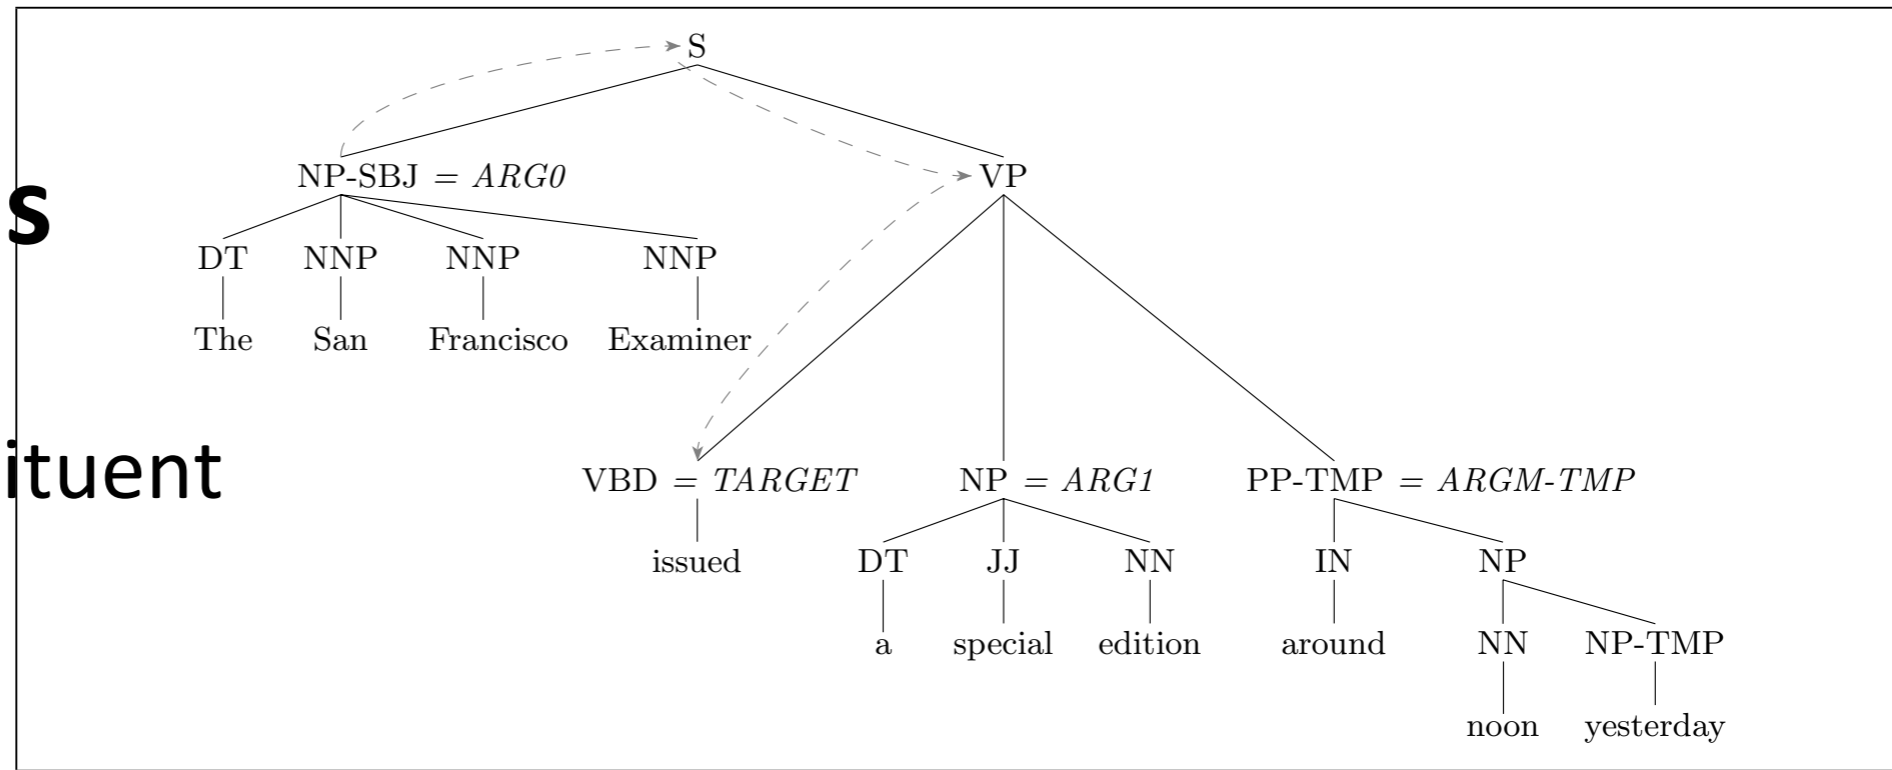 S
NP-SBJ = ARG0 VP
s
DT NNP NNP NNP
The San Francisco Examiner
ituent
VBD = TARGET NP = ARG1 PP-TMP = ARGM-TMP
issued DT JJ NN IN NP
a special edition around NN NP-TMP
noon yesterday